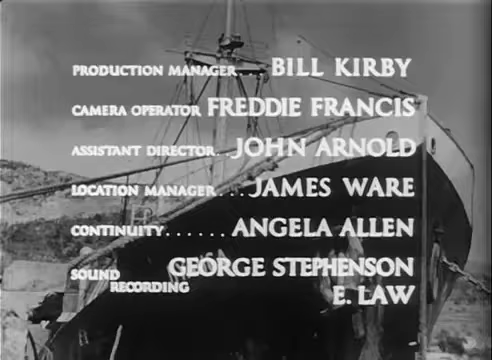 PRODUCTION MANAGER... BILL KIRBY
CAMERA OPERATOR FREDDIE FRANCIS
ASSISTANT DIRECTOR.. JOHN ARNOLD
LOCATION MANAGER... JAMES WARE
CONTINUITY...... ANGELA ALLEN
SOUND RECORDING GEORGE STEPHENSON
E. LAW